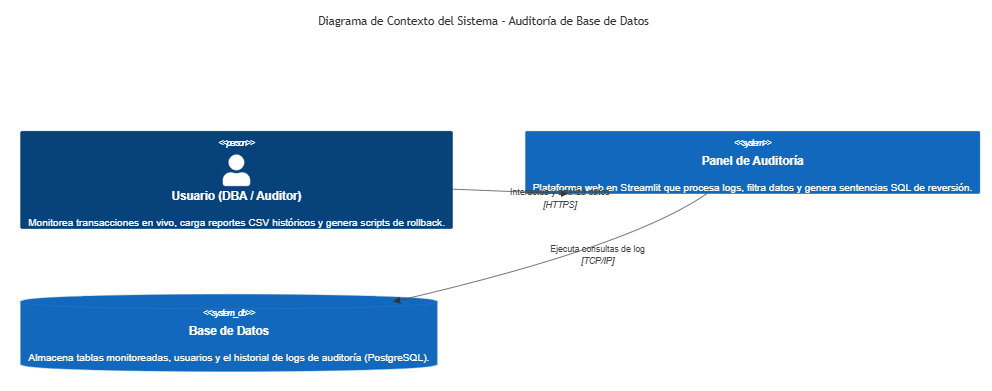 Diagrama de Contexto del Sistema - Auditoría de Base de Datos
<<person>>
Usuario (DBA / Auditor)
Monitorea transacciones en vivo, carga reportes CSV históricos y genera scripts de rollback.
<<system>>
Panel de Auditoría
Plataforma web en Streamlit que procesa logs, filtra datos y genera sentencias SQL de reversión.
[HTTPS]
Ejecuta consultas de log
[TCP/IP]
<<system_db>>
Base de Datos
Almacena tablas monitoreadas, usuarios y el historial de logs de auditoría (PostgreSQL).